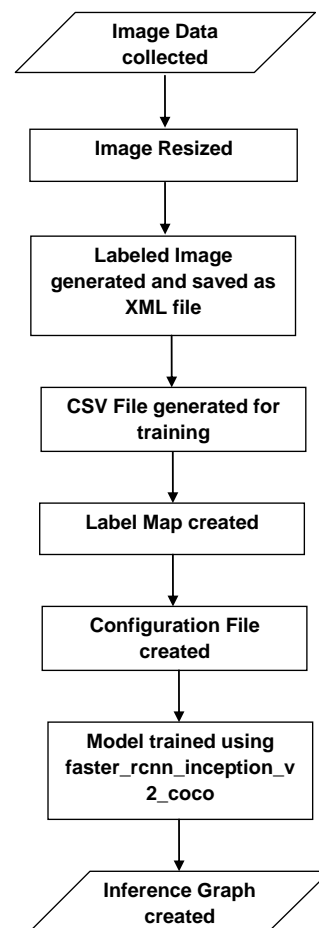 Image Data
collected
Image Resized
Labeled Image
generated and saved as
XML file
CSV File generated for
training
Label Map created
Configuration File
created
Model trained using
faster_rcnn_inception_v
2_coco
Inference Graph
created